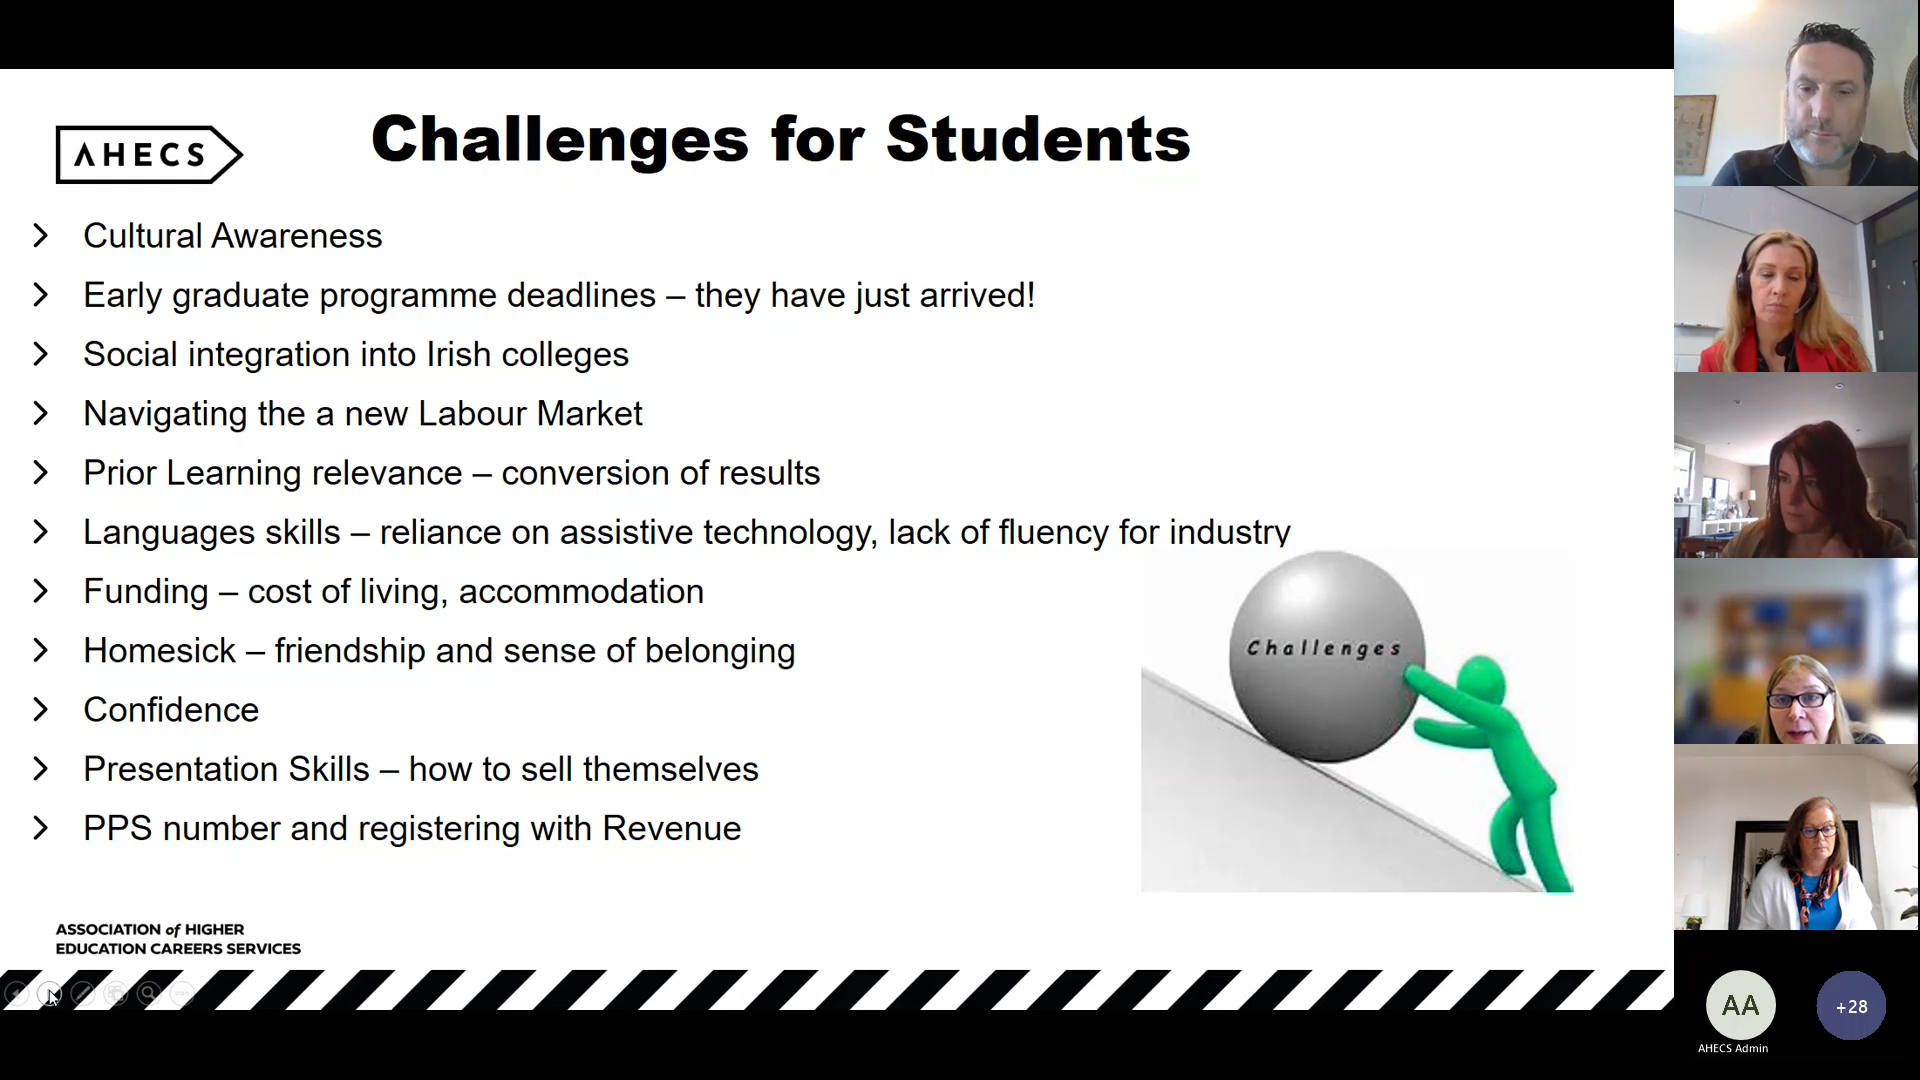 AHECS
Challenges for Students
Cultural Awareness
Early graduate programme deadlines – they have just arrived!
Social integration into Irish colleges
Navigating the a new Labour Market
Prior Learning relevance – conversion of results
Languages skills – reliance on assistive technology, lack of fluency for industry
Funding – cost of living, accommodation
Homesick – friendship and sense of belonging
Confidence
Presentation Skills – how to sell themselves
PPS number and registering with Revenue
Challenges
ASSOCIATION of HIGHER
EDUCATION CAREERS SERVICES
AA
AHECS Admin
+28